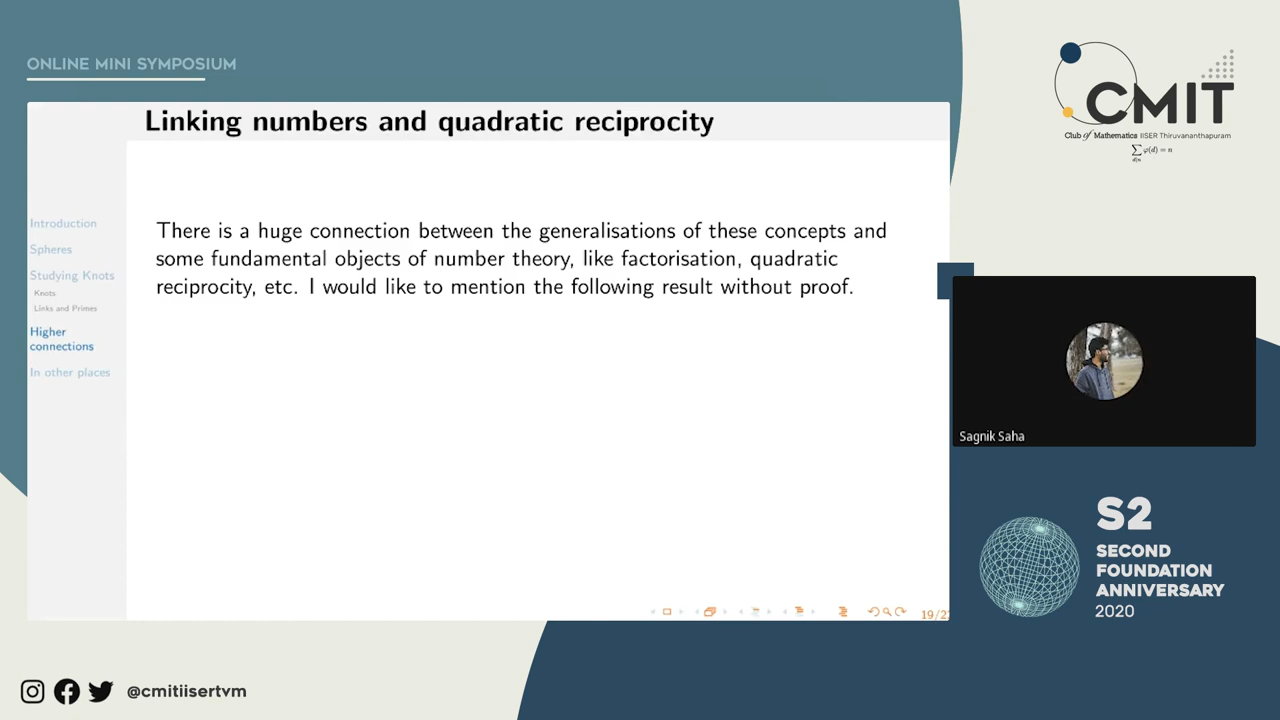 ONLINE MINI SYMPOSIUM
CMIT
Club of Mathematics IISER Thiruvananthapuram
∑ φ(d) = n
d|n
Linking numbers and quadratic reciprocity
Introduction
Spheres
Studying Knots
Knots
Links and Primes
Higher
connections
In other places
There is a huge connection between the generalisations of these concepts and
some fundamental objects of number theory, like factorisation, quadratic
reciprocity, etc. I would like to mention the following result without proof.
Sagnik Saha
S2
SECOND
FOUNDATION
ANNIVERSARY
2020
@cmitiisertvm